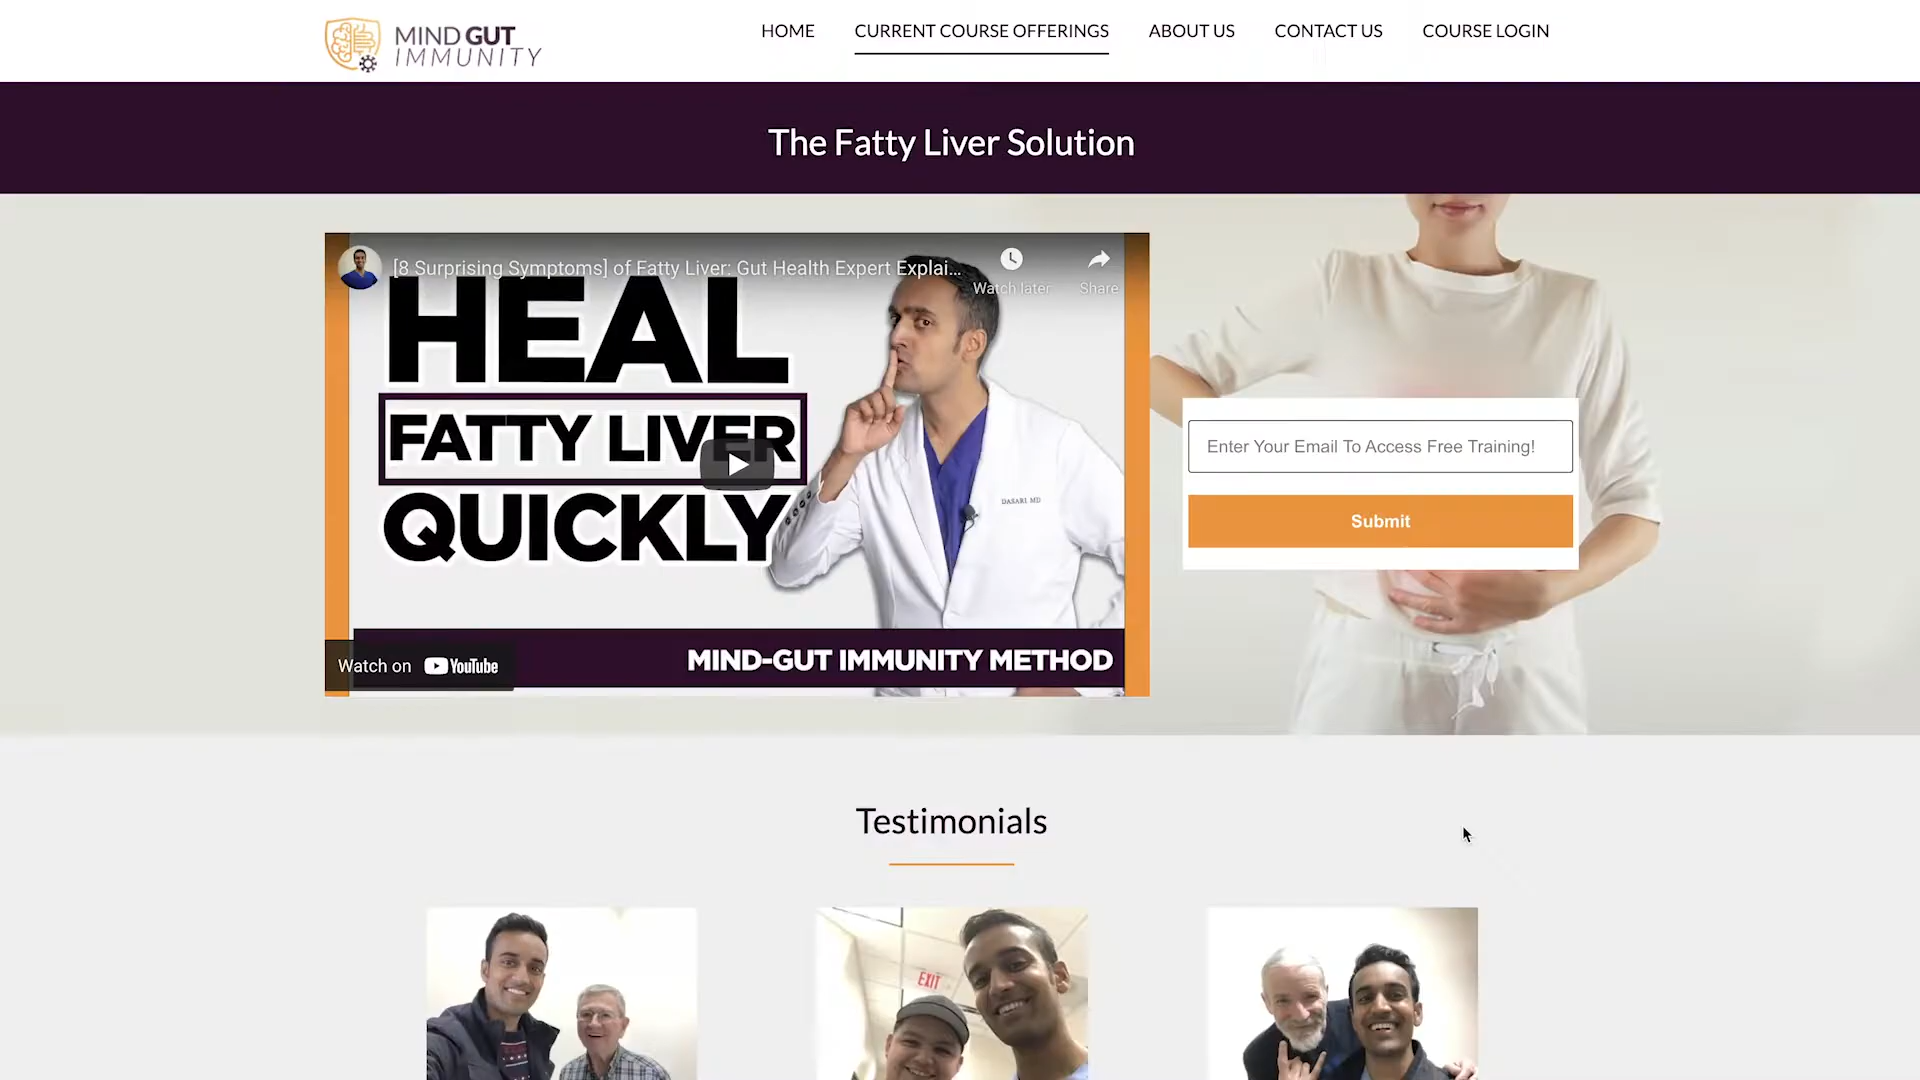 MIND GUT
IMMUNITY
HOME
CURRENT COURSE OFFERINGS
ABOUT US
CONTACT US
COURSE LOGIN
The Fatty Liver Solution
[8 Surprising Symptoms] of Fatty Liver: Gut Health Expert Explai...
Watch later
Share
HEAL
FATTY LIVER
QUICKLY
DASARI MD
MIND-GUT IMMUNITY METHOD
Watch on YouTube
Enter Your Email To Access Free Training!
Submit
Testimonials
EXIT